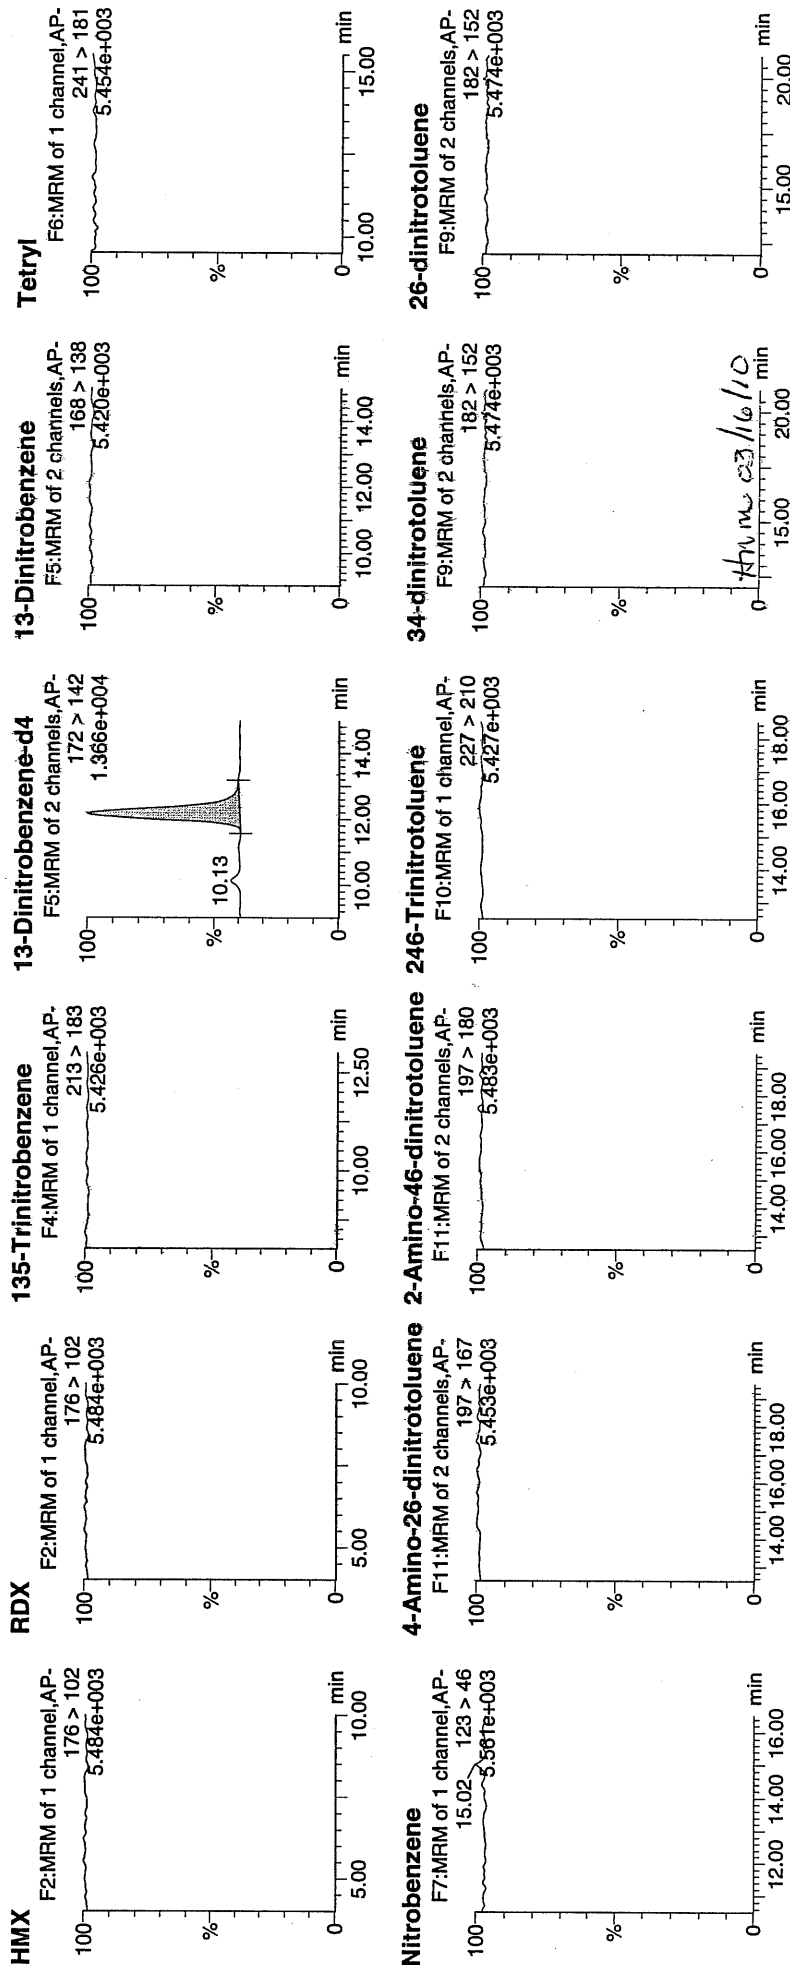 HMX
F2:MRM of 1 channel,AP-
176 > 102
5.484e+003
100
%
0
5.00
10.00
min
RDX
F2:MRM of 1 channel,AP-
176 > 102
5.484e+003
100
%
0
5.00
10.00
min
135-Trinitrobenzene
F4:MRM of 1 channel,AP-
213 > 183
5.426e+003
100
%
0
10.00
12.50
min
13-Dinitrobenzene-d4
F5:MRM of 2 channels,AP-
172 > 142
1.366e+004
100
10.13
%
0
10.00
12.00
14.00
min
13-Dinitrobenzene
F5:MRM of 2 channels,AP-
168 > 138
5.420e+003
100
%
0
10.00
12.00
14.00
min
Tetryl
F6:MRM of 1 channel,AP-
241 > 181
5.454e+003
100
%
0
10.00
15.00
min
Nitrobenzene
F7:MRM of 1 channel,AP-
15.02
123 > 46
5.561e+003
100
%
0
12.00
14.00
16.00
min
4-Amino-26-dinitrotoluene
F11:MRM of 2 channels,AP-
197 > 167
5.453e+003
100
%
0
14.00
16.00
18.00
min
2-Amino-46-dinitrotoluene
F11:MRM of 2 channels,AP-
197 > 180
5.483e+003
100
%
0
14.00
16.00
18.00
min
246-Trinitrotoluene
F10:MRM of 1 channel,AP-
227 > 210
5.427e+003
100
%
0
14.00
16.00
18.00
min
34-dinitrotoluene
F9:MRM of 2 channels,AP-
182 > 152
5.474e+003
100
%
0
15.00
20.00
min
03/16/10
26-dinitrotoluene
F9:MRM of 2 channels,AP-
182 > 152
5.474e+003
100
%
0
15.00
20.00
min